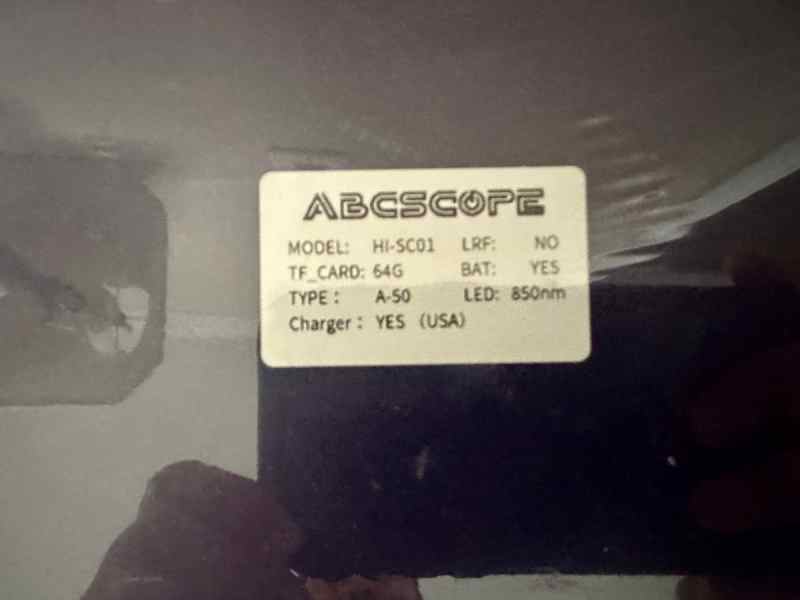 ABCSCOPE
MODEL: HI-SC01 LRF: NO
TF_CARD: 64G BAT: YES
TYPE : A-50 LED: 850nm
Charger : YES (USA)